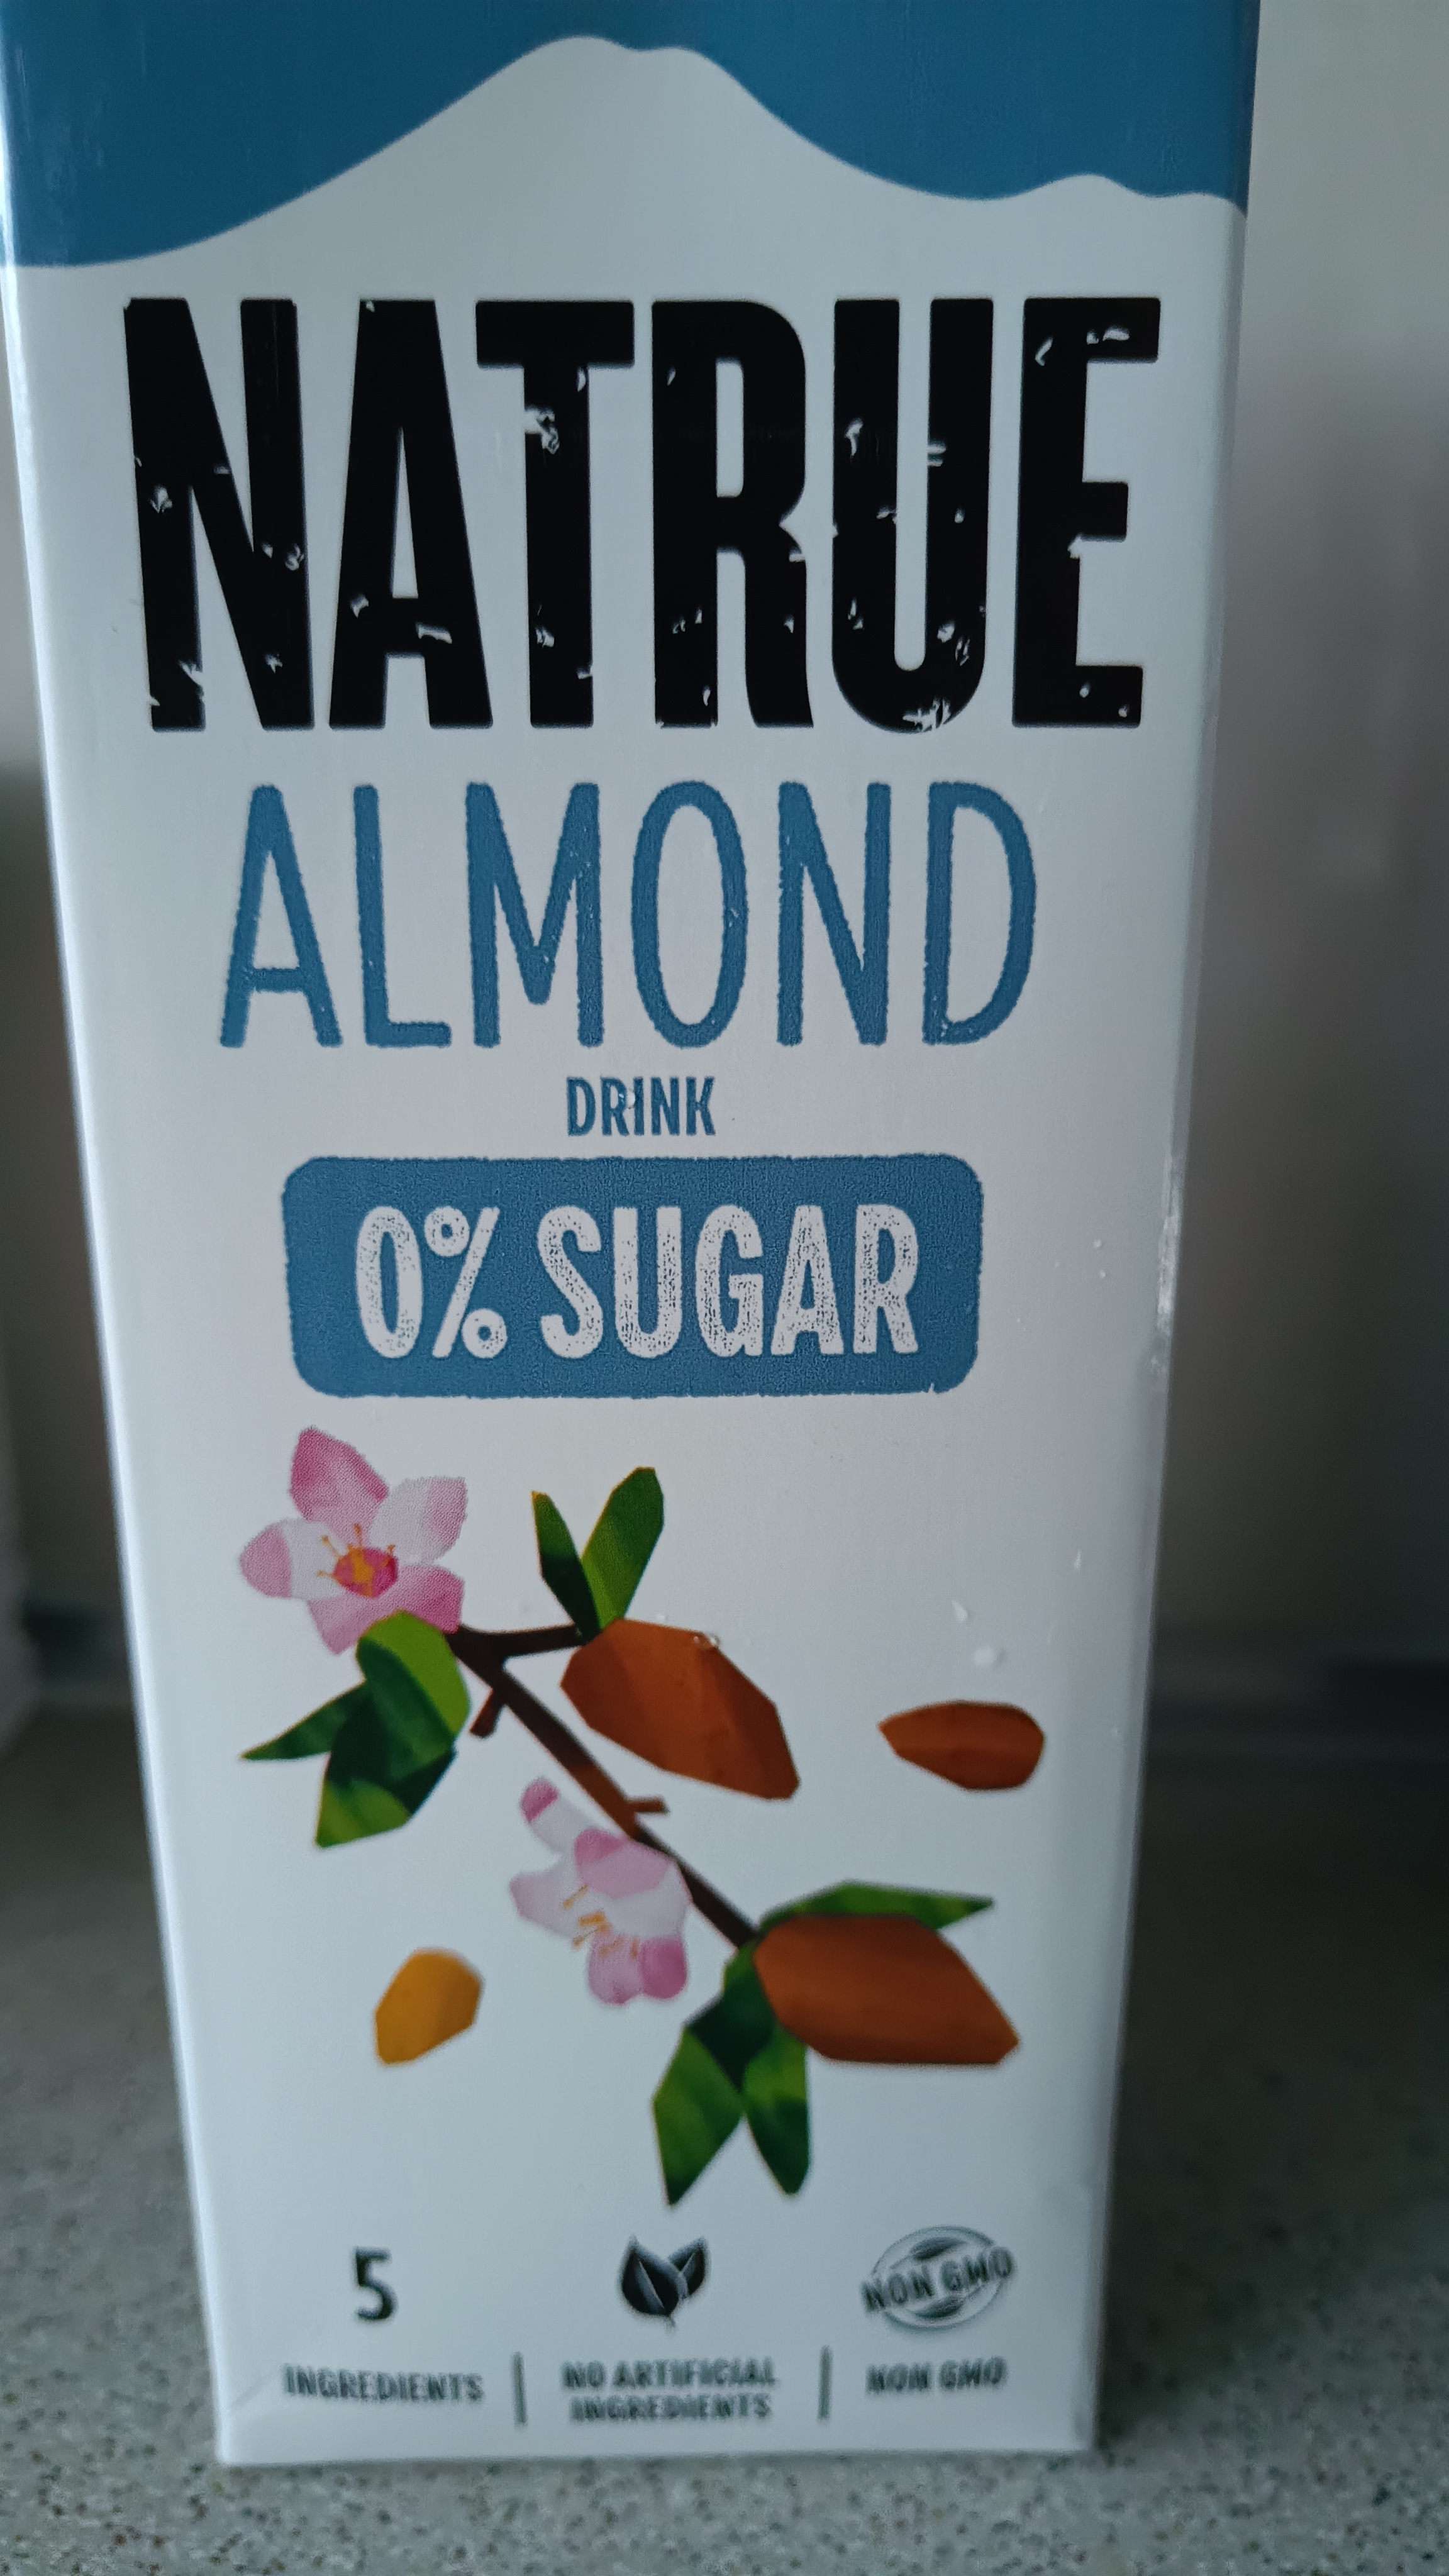 NATRUE
ALMOND
DRINK
0% SUGAR
5
INGREDIENTS
NO ARTIFICIAL
INGREDIENTS
NON GMO
NON GMO